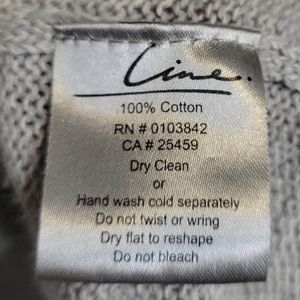 Line.
100% Cotton
RN # 0103842
CA # 25459
Dry Clean
or
Hand wash cold separately
Do not twist or wring
Dry flat to reshape
Do not bleach